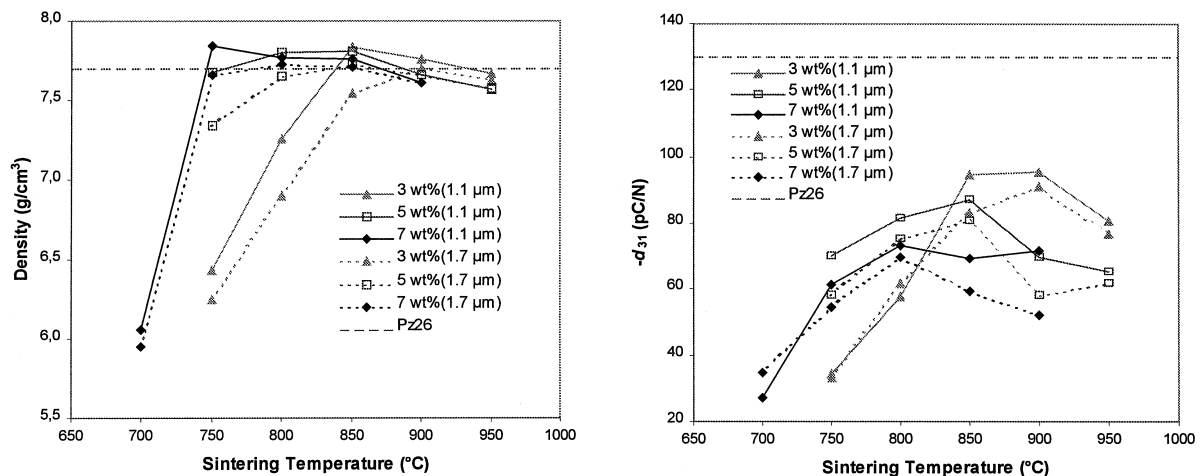 8,0
7,5
7,0
6,5
6,0
5,5
Density (g/cm³)
3 wt%(1.1 µm)
5 wt%(1.1 µm)
7 wt%(1.1 µm)
3 wt%(1.7 µm)
5 wt%(1.7 µm)
7 wt%(1.7 µm)
Pz26
650 700 750 800 850 900 950 1000
Sintering Temperature (°C)
140
120
100
80
60
40
20
-d₃₁ (pC/N)
130
3 wt%(1.1 µm)
5 wt%(1.1 µm)
7 wt%(1.1 µm)
3 wt%(1.7 µm)
5 wt%(1.7 µm)
7 wt%(1.7 µm)
Pz26
650 700 750 800 850 900 950 1000
Sintering Temperature (°C)